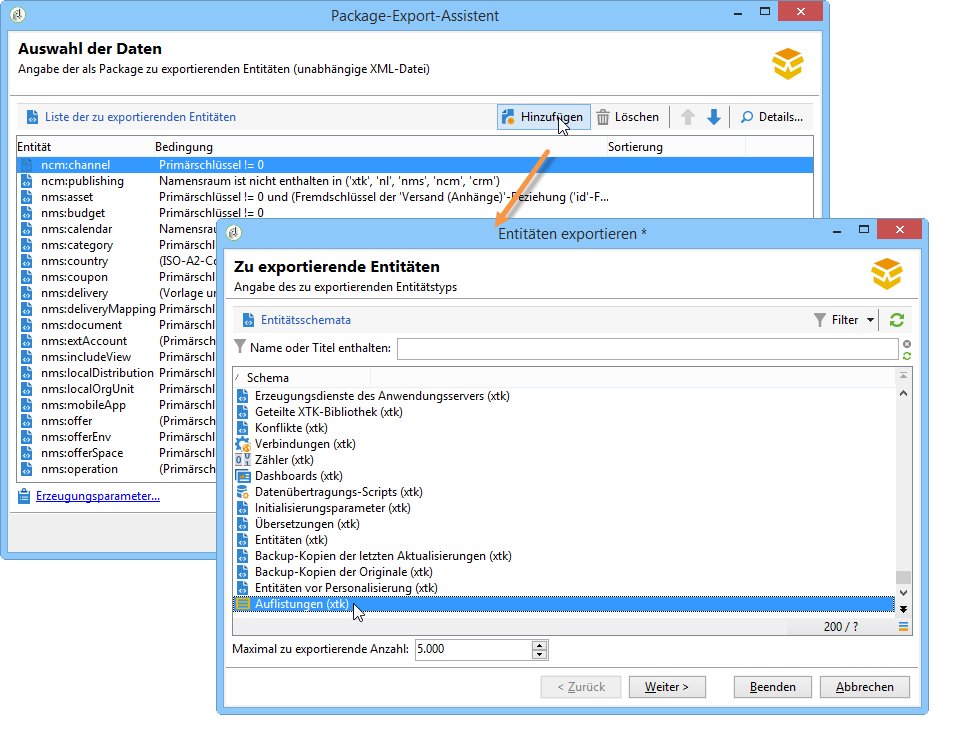 Package-Export-Assistent
Auswahl der Daten
Angabe der als Package zu exportierenden Entitäten (unabhängige XML-Datei)
Liste der zu exportierenden Entitäten Hinzufügen Löschen Details...
Entität Bedingung Sortierung
ncm:channel Primärschlüssel != 0
ncm:publishing Namensraum ist nicht enthalten in ('xtk', 'nl', 'nms', 'ncm', 'crm')
nms:asset Primärschlüssel != 0 und (Fremdschlüssel der 'Versand (Anhänge)'-Beziehung ('id'-F...
nms:budget Primärschlüssel != 0
nms:calendar Namensrau
nms:category Primärschl
nms:country (ISO-A2-Co
nms:coupon Primärschl
nms:delivery (Vorlage un
nms:deliveryMapping Primärschl
nms:document Primärschl
nms:extAccount (Primärsch
nms:includeView Primärschl
nms:localDistribution Primärschl
nms:localOrgUnit Primärschl
nms:mobileApp Primärschl
nms:offer (Primärsch
nms:offerEnv Primärschl
nms:offerSpace Primärschl
nms:operation (Primärsch
Erzeugungsparameter...
Entitäten exportieren *
Zu exportierende Entitäten
Angabe des zu exportierenden Entitätstyps
Entitätsschemata Filter
Name oder Titel enthalten:
Schema
Erzeugungsdienste des Anwendungsservers (xtk)
Geteilte XTK-Bibliothek (xtk)
Konflikte (xtk)
Verbindungen (xtk)
Zähler (xtk)
Dashboards (xtk)
Datenübertragungs-Scripts (xtk)
Initialisierungsparameter (xtk)
Übersetzungen (xtk)
Entitäten (xtk)
Backup-Kopien der letzten Aktualisierungen (xtk)
Backup-Kopien der Originale (xtk)
Entitäten vor Personalisierung (xtk)
Auflistungen (xtk)
200 / ?
Maximal zu exportierende Anzahl: 5.000
< Zurück Weiter > Beenden Abbrechen